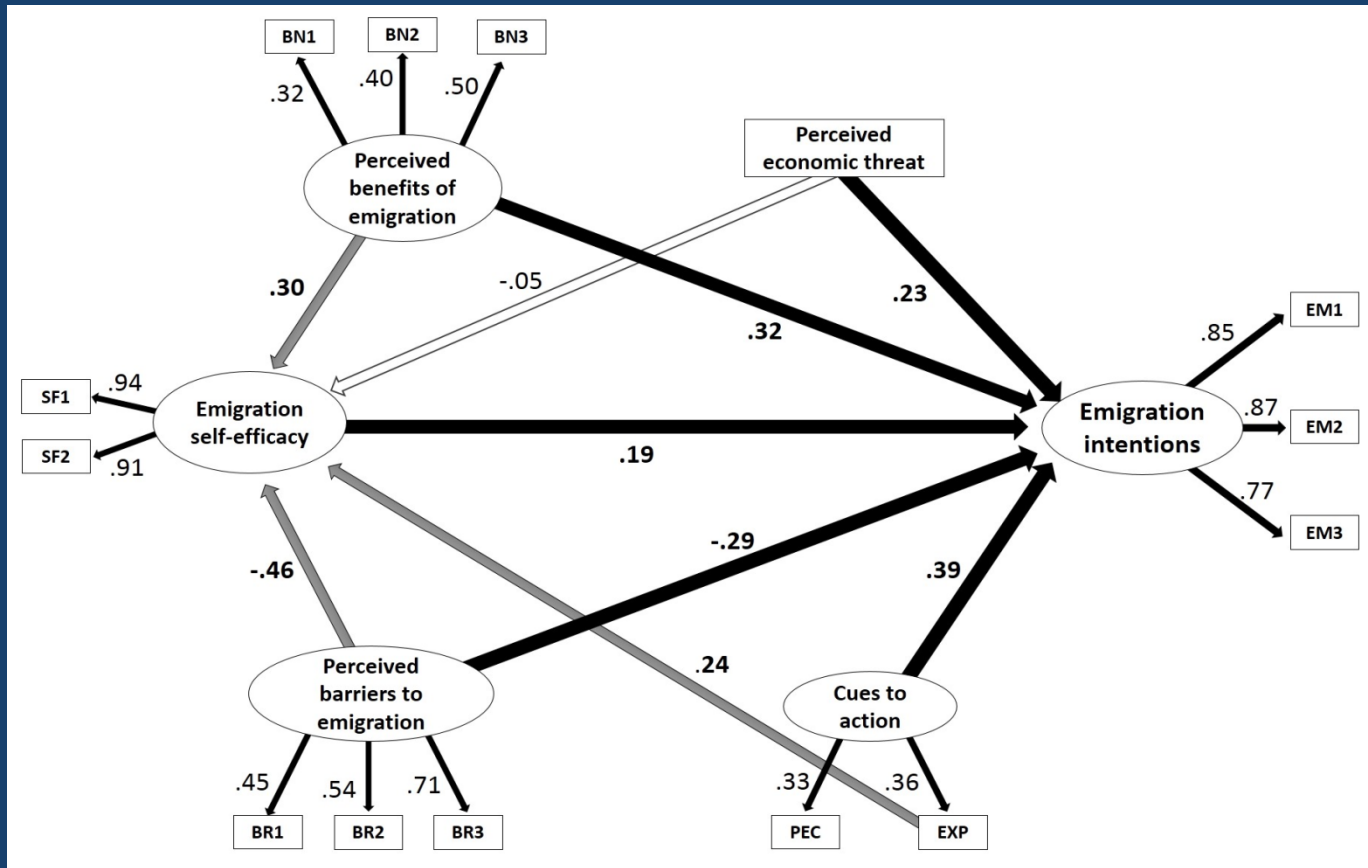 BN1
BN2
BN3
.32
.40
.50
Perceived
benefits of
emigration
Perceived
economic threat
.30
-.05
.32
.23
SF1
.94
SF2
.91
Emigration
self-efficacy
.19
Emigration
intentions
.85
EM1
.87
EM2
.77
EM3
-.46
-.29
.24
.39
Perceived
barriers to
emigration
Cues to
action
.45
.54
.71
.33
.36
BR1
BR2
BR3
PEC
EXP